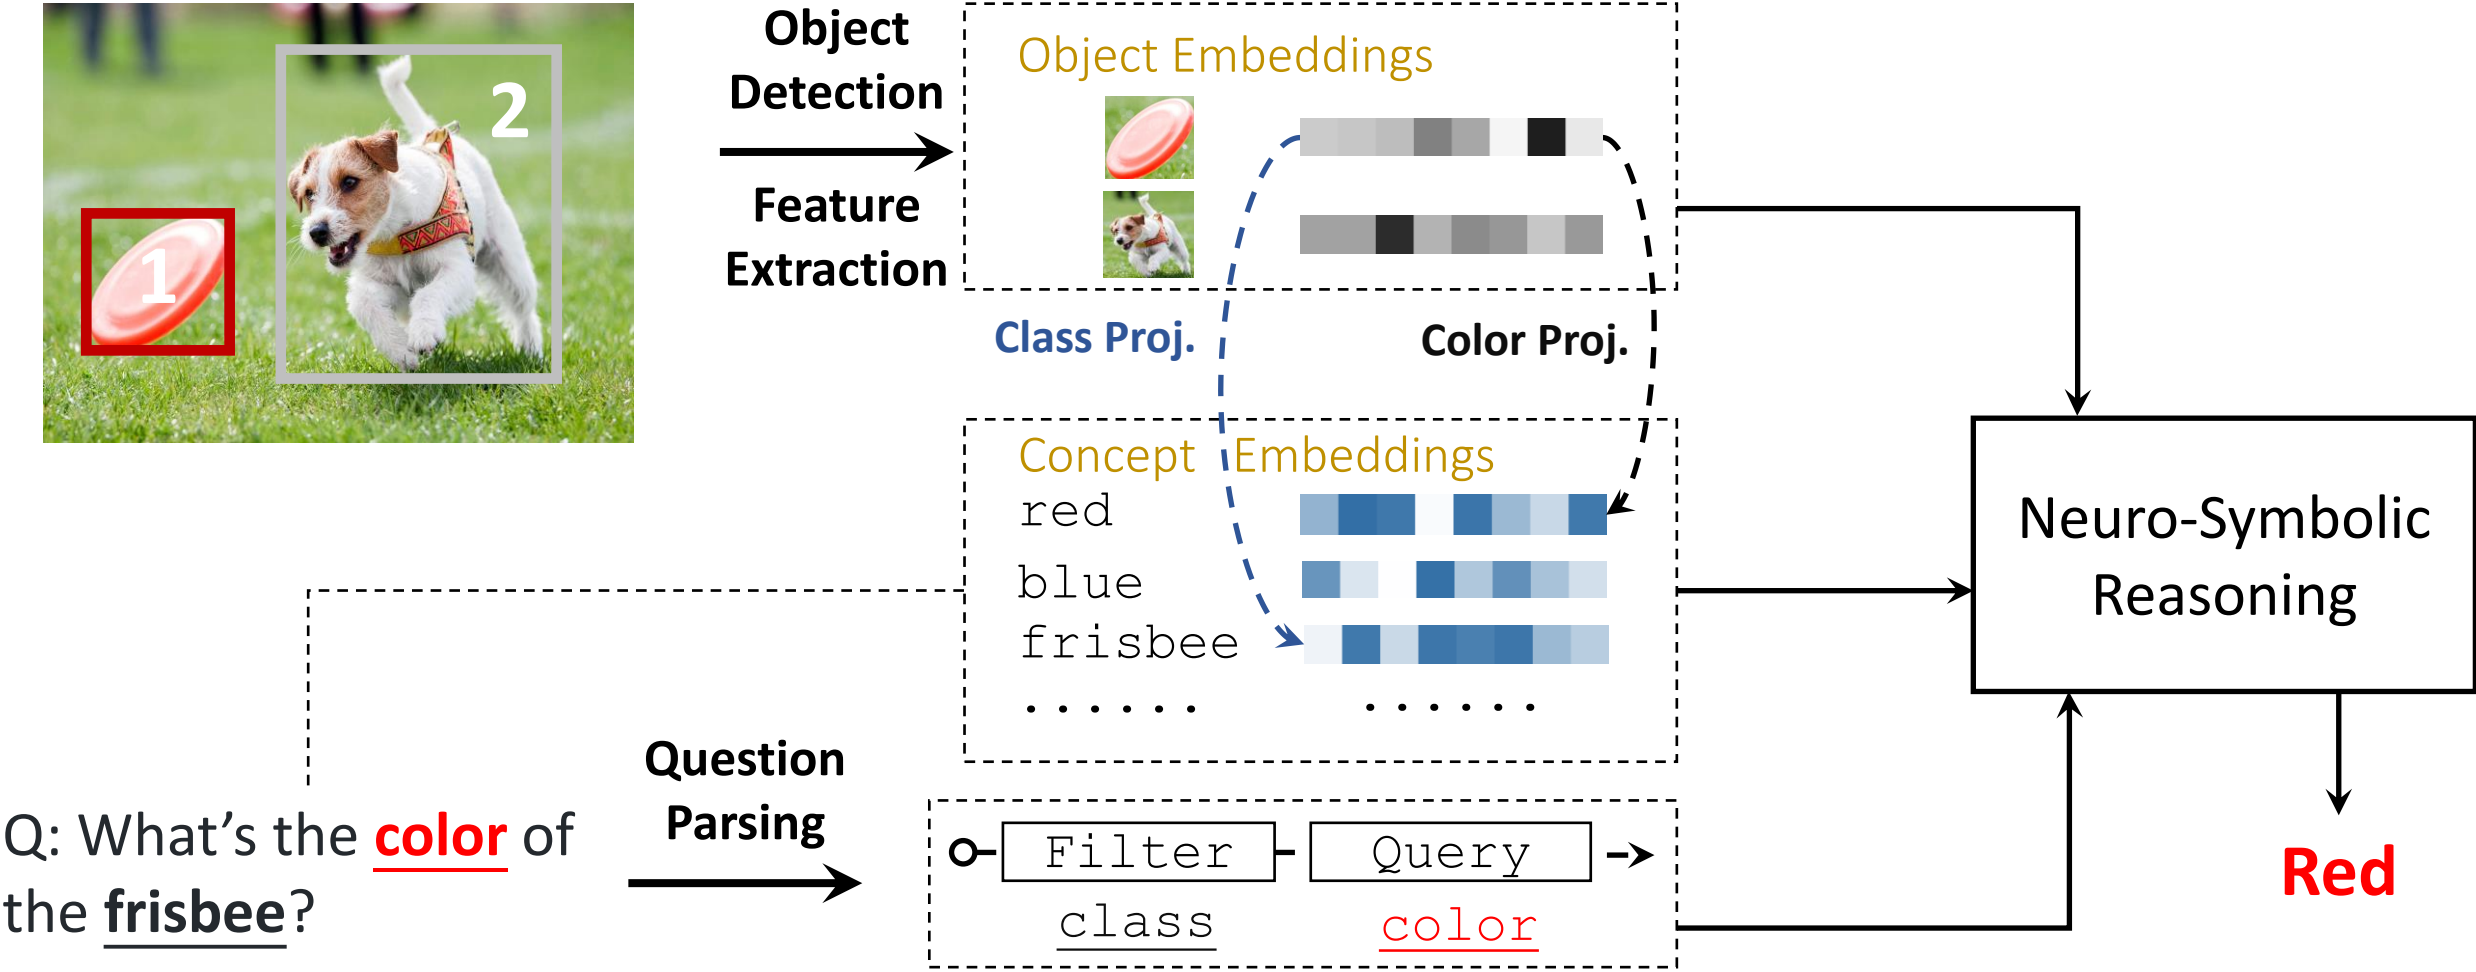 1
2
Object
Detection
Feature
Extraction
Object Embeddings
Class Proj.
Color Proj.
Concept Embeddings
red
blue
frisbee
. . . . . .
. . . . . .
Neuro-Symbolic
Reasoning
Red
Q: What's the color of
the frisbee?
Question
Parsing
Filter
Query
class
color